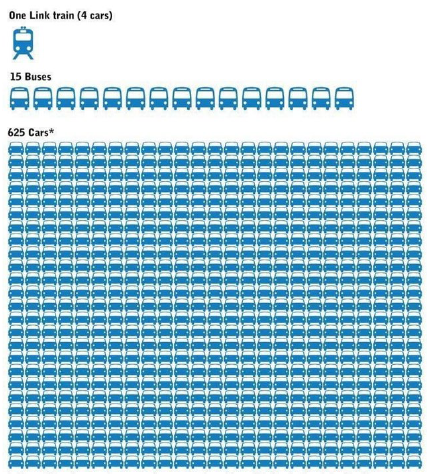 One Link train (4 cars)
15 Buses
625 Cars*